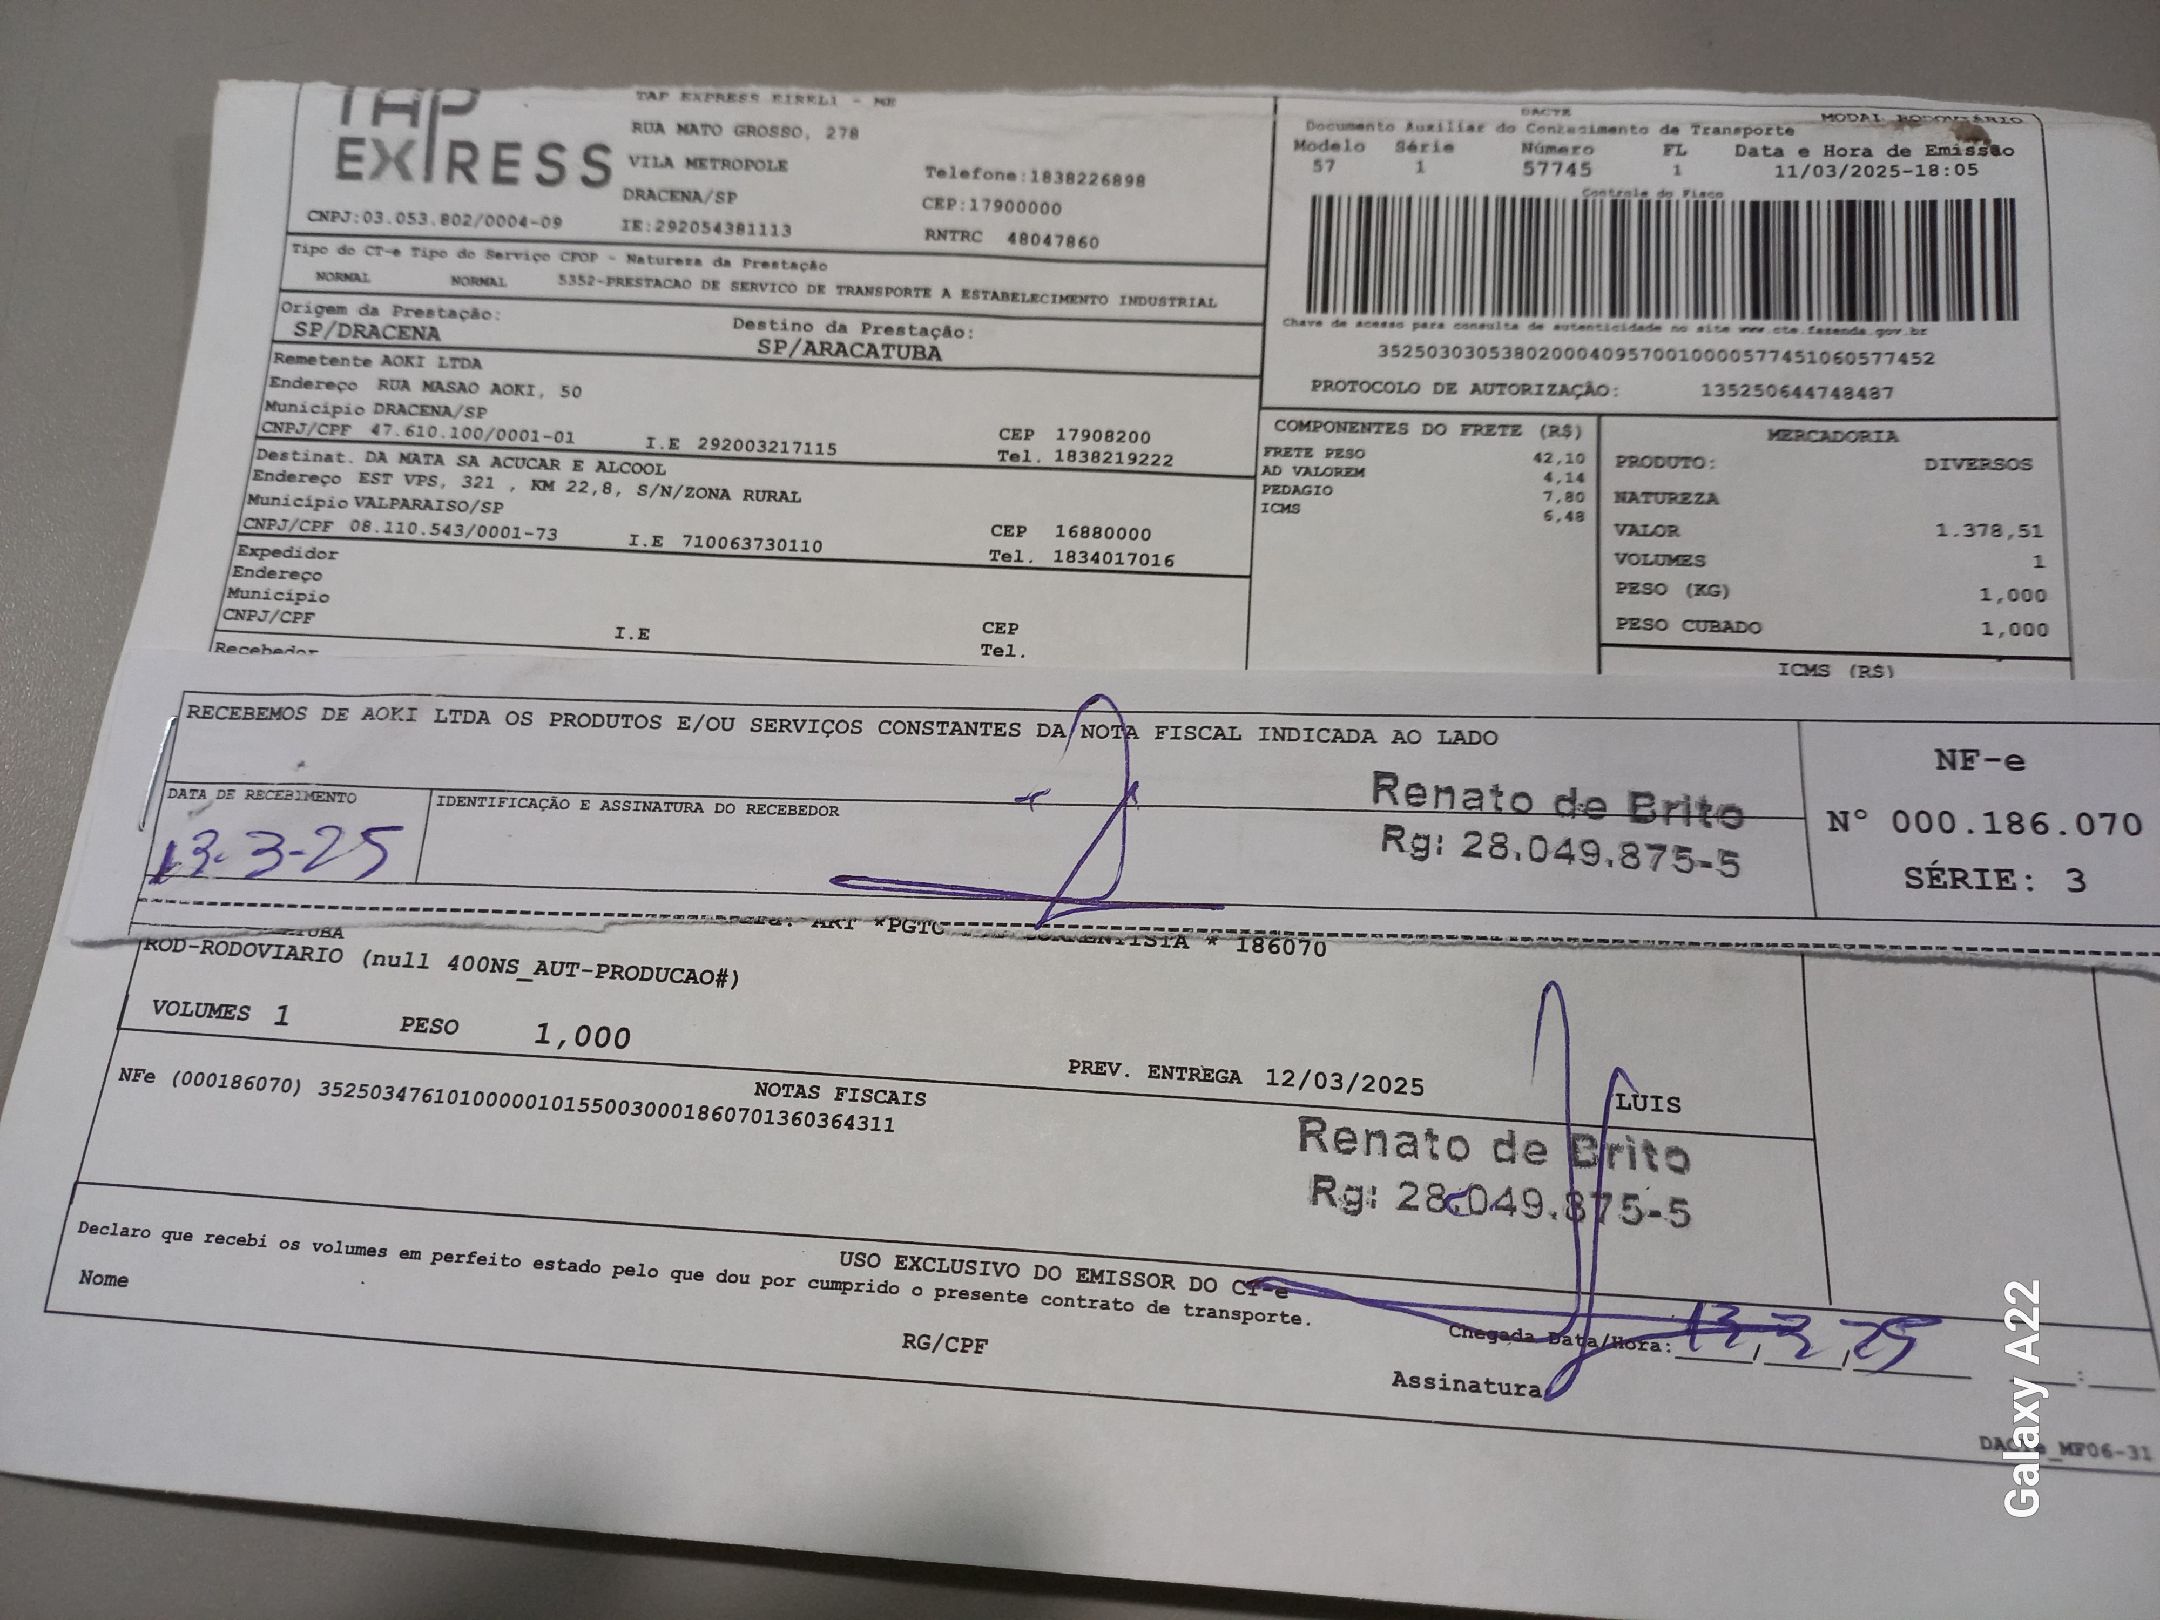 TAP
EXPRESS
TAP EXPRESS EIRELI - ME
RUA MATO GROSSO, 278
VILA METROPOLE
DRACENA/SP
Telefone:1838226898
CEP:17900000
CNPJ:03.053.802/0004-09
IE:292054381113
RNTRC 48047860
DACTE
MODAL RODOVIÁRIO
Documento Auxiliar do Conhecimento de Transporte
Modelo Série Número FL Data e Hora de Emissão
57 1 57745 1 11/03/2025-18:05
Controle do Fisco
Chave de acesso para consulta de autenticidade no site www.cte.fazenda.gov.br
35250303053802000409570010000577451060577452
PROTOCOLO DE AUTORIZAÇÃO: 135250644748487
Tipo do CT-e Tipo do Serviço CFOP - Natureza da Prestação
NORMAL NORMAL 5352-PRESTACAO DE SERVICO DE TRANSPORTE A ESTABELECIMENTO INDUSTRIAL
Origem da Prestação: Destino da Prestação:
SP/DRACENA SP/ARACATUBA
Remetente AOKI LTDA
Endereço RUA MASAO AOKI, 50
Município DRACENA/SP
CNPJ/CPF 47.610.100/0001-01 I.E 292003217115
CEP 17908200
Tel. 1838219222
Destinat. DA MATA SA ACUCAR E ALCOOL
Endereço EST VPS, 321 , KM 22,8, S/N/ZONA RURAL
Município VALPARAISO/SP
CNPJ/CPF 08.110.543/0001-73 I.E 710063730110
CEP 16880000
Tel. 1834017016
Expedidor
Endereço
Município
CNPJ/CPF
I.E
CEP
Tel.
Recebedor
COMPONENTES DO FRETE (R$)
FRETE PESO 42,10
AD VALOREM 4,14
PEDAGIO 7,80
ICMS 6,48
MERCADORIA
PRODUTO: DIVERSOS
NATUREZA
VALOR 1.378,51
VOLUMES 1
PESO (KG) 1,000
PESO CUBADO 1,000
ICMS (R$)
RECEBEMOS DE AOKI LTDA OS PRODUTOS E/OU SERVIÇOS CONSTANTES DA NOTA FISCAL INDICADA AO LADO
DATA DE RECEBIMENTO
13-3-25
IDENTIFICAÇÃO E ASSINATURA DO RECEBEDOR
Renato de Brito
Rg: 28.049.875-5
NF-e
N° 000.186.070
SÉRIE: 3
ART *PGTO CORRENTISTA * 186070
ROD-RODOVIARIO (null 400NS_AUT-PRODUCAO#)
VOLUMES 1 PESO 1,000
PREV. ENTREGA 12/03/2025
LUIS
NOTAS FISCAIS
NFe (000186070) 35250347610100000101550030001860701360364311
Renato de Brito
Rg: 28.049.875-5
USO EXCLUSIVO DO EMISSOR DO CT-e
Declaro que recebi os volumes em perfeito estado pelo que dou por cumprido o presente contrato de transporte.
Nome
RG/CPF
Chegada Data/Hora: 13/3/25 :
Assinatura
DACTe_MF06-31
Galaxy A22